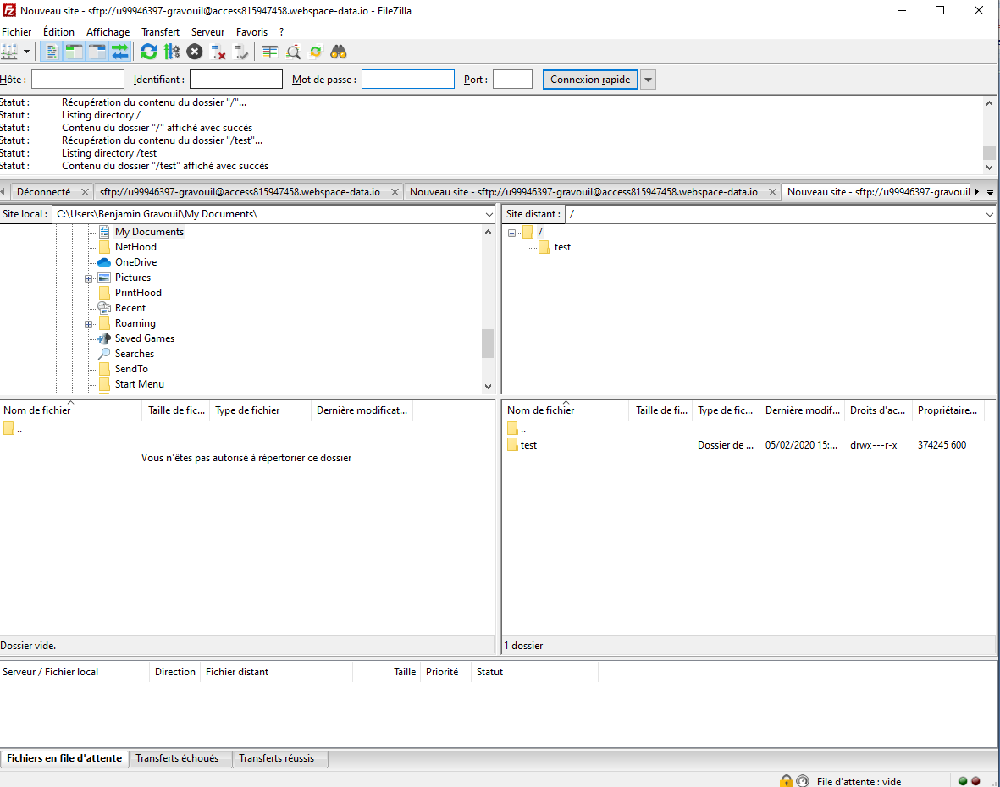 Nouveau site - sftp://u99946397-gravouil@access815947458.webspace-data.io - FileZilla
Fichier Édition Affichage Transfert Serveur Favoris ?
Hôte : Identifiant : Mot de passe : Port : Connexion rapide
Statut : Récupération du contenu du dossier "/"...
Statut : Listing directory /
Statut : Contenu du dossier "/" affiché avec succès
Statut : Récupération du contenu du dossier "/test"...
Statut : Listing directory /test
Statut : Contenu du dossier "/test" affiché avec succès
Déconnecté sftp://u99946397-gravouil@access815947458.webspace-data.io Nouveau site - sftp://u99946397-gravouil@access815947458.webspace-data.io Nouveau site - sftp://u99946397-gravouil
Site local : C:\Users\Benjamin Gravouil\My Documents\
My Documents
NetHood
OneDrive
Pictures
PrintHood
Recent
Roaming
Saved Games
Searches
SendTo
Start Menu
Site distant : /
/
test
Nom de fichier Taille de fic... Type de fichier Dernière modificat...
..
Vous n'êtes pas autorisé à répertorier ce dossier
Dossier vide.
Nom de fichier Taille de fi... Type de fic... Dernière modif... Droits d'ac... Propriétaire...
..
test Dossier de ... 05/02/2020 15:... drwx---r-x 374245 600
1 dossier
Serveur / Fichier local Direction Fichier distant Taille Priorité Statut
Fichiers en file d'attente Transferts échoués Transferts réussis
File d'attente : vide